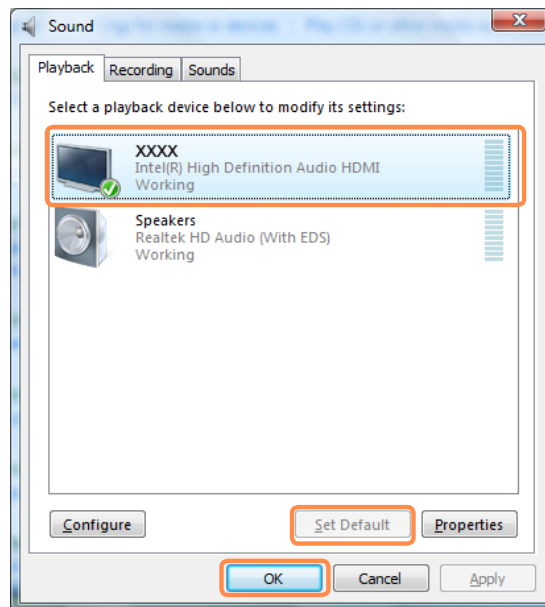 Sound
Playback Recording Sounds
Select a playback device below to modify its settings:
XXXX
Intel(R) High Definition Audio HDMI
Working
Speakers
Realtek HD Audio (With EDS)
Working
Configure Set Default Properties
OK Cancel Apply